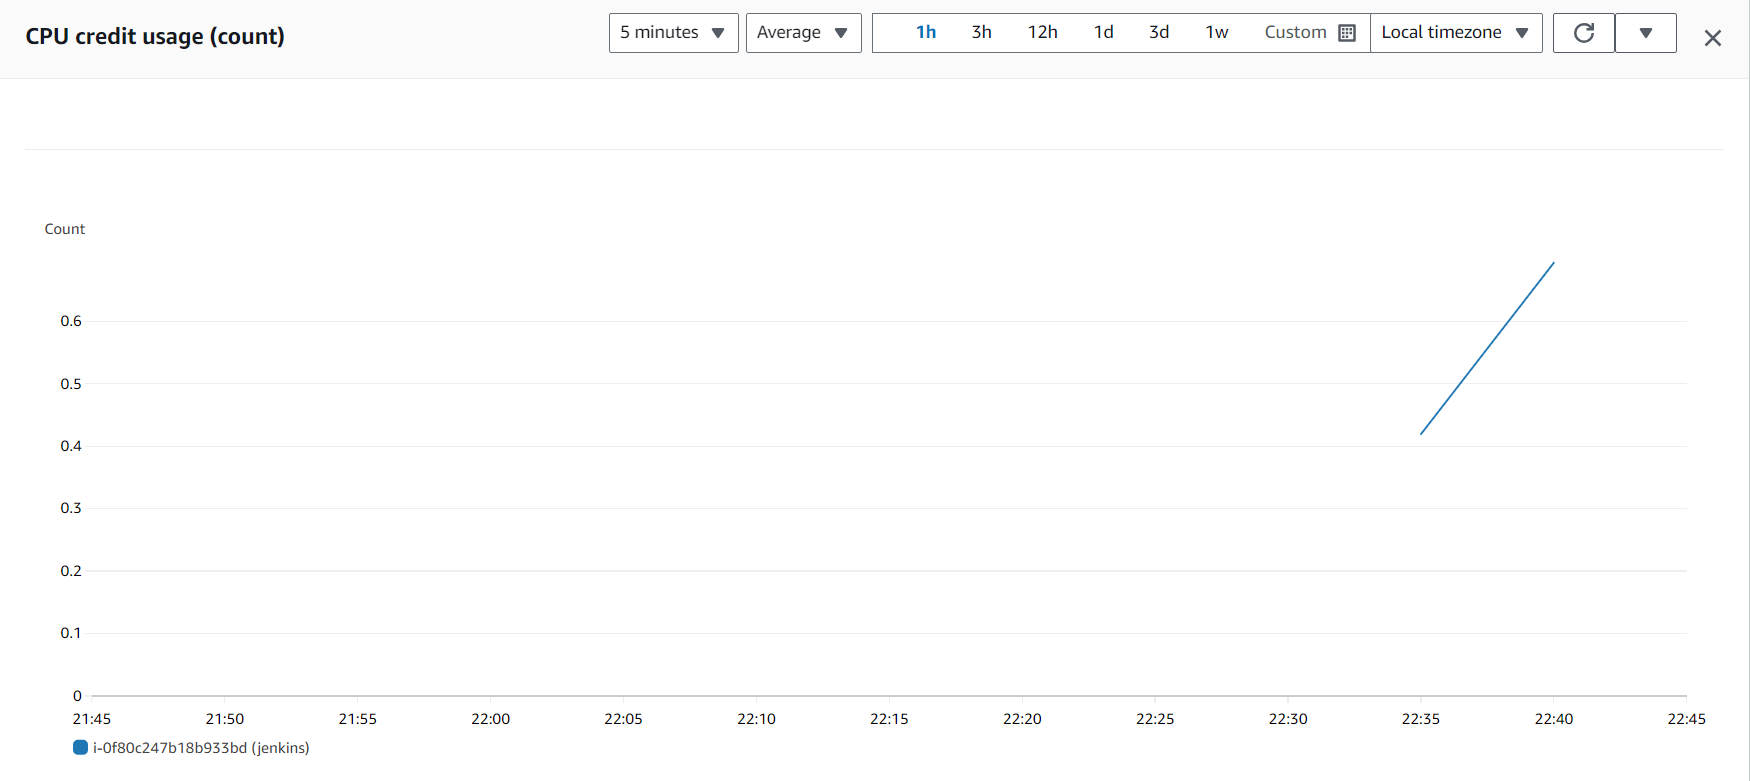 CPU credit usage (count)
5 minutes
Average
1h 3h 12h 1d 3d 1w Custom
Local timezone
Count
0.6
0.5
0.4
0.3
0.2
0.1
0
21:45 21:50 21:55 22:00 22:05 22:10 22:15 22:20 22:25 22:30 22:35 22:40 22:45
i-0f80c247b18b933bd (jenkins)